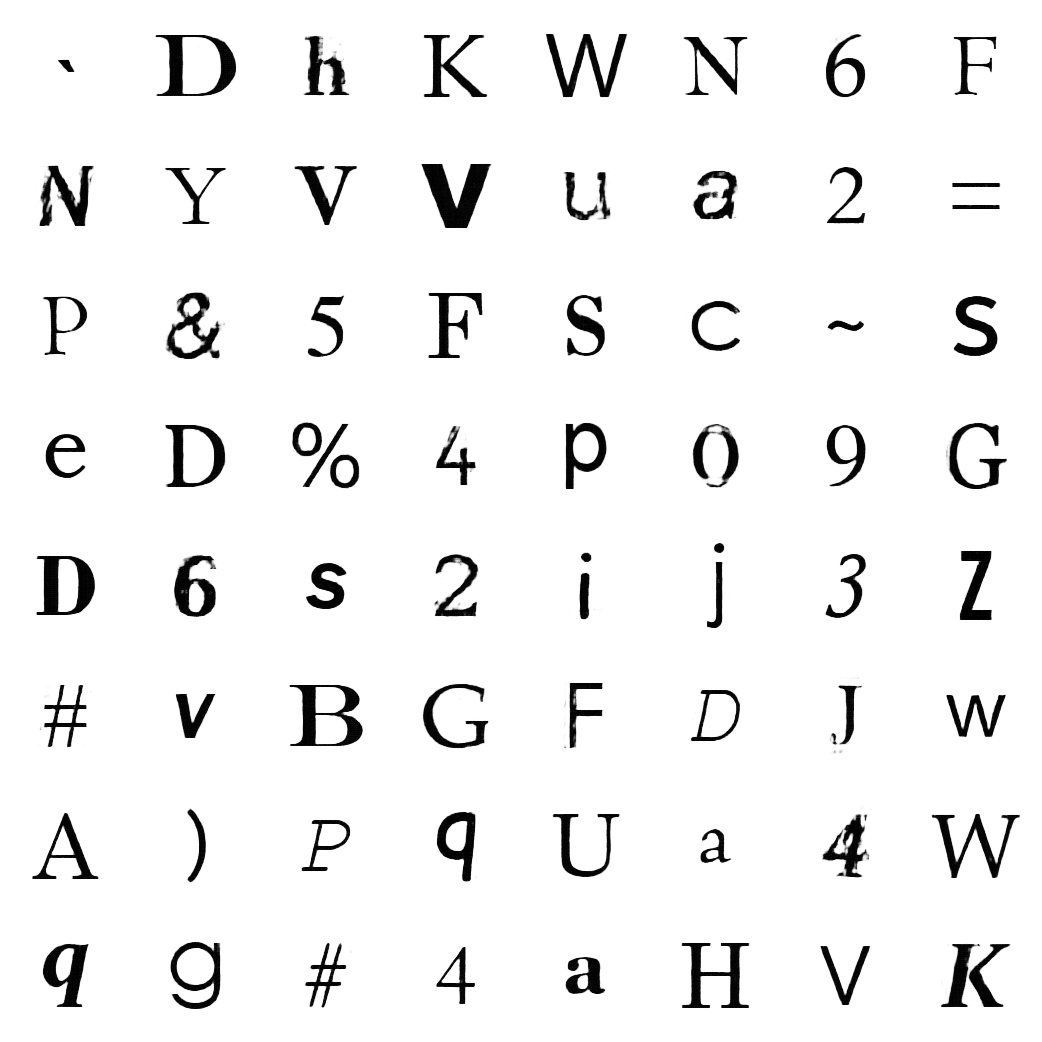 ` D h K W N 6 F
N Y V V u a 2 =
P & 5 F S C ~ S
e D % 4 p 0 9 G
D 6 s 2 i j 3 Z
# v B G F D J w
A ) P q U a 4 W
q g # 4 a H V K